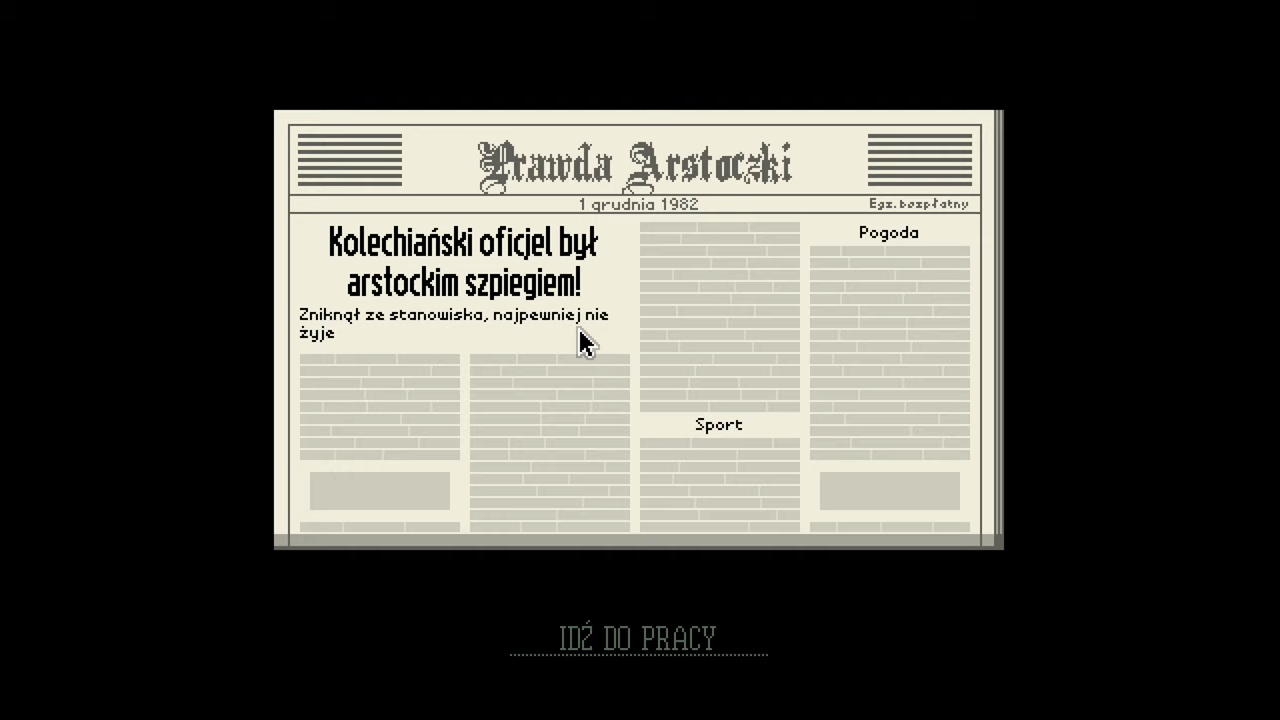 Prawda Arstoczki
1 grudnia 1982
Egz. bezpłatny
Kolechiański oficjel był
arstockim szpiegiem!
Zniknął ze stanowiska, najpewniej nie
żyje
Sport
Pogoda
IDŹ DO PRACY